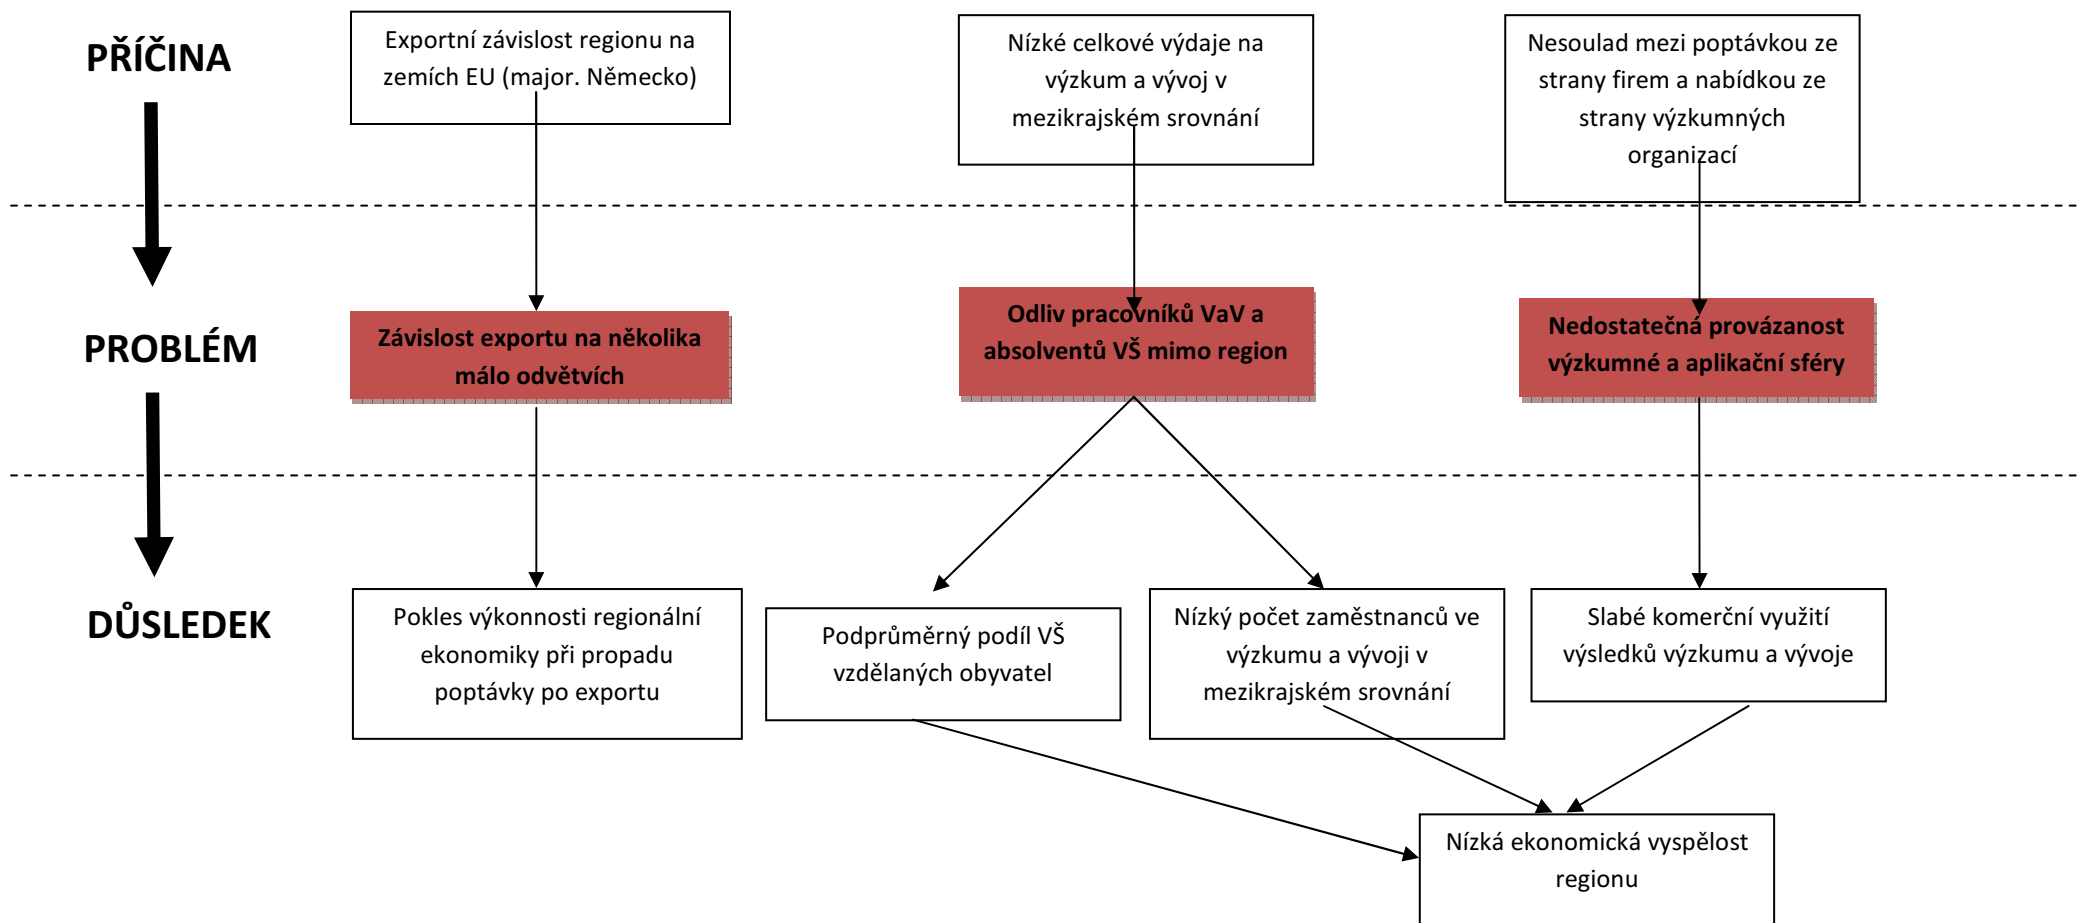 PŘÍČINA
Exportní závislost regionu na
zemích EU (major. Německo)
Nízké celkové výdaje na
výzkum a vývoj v
mezikrajském srovnání
Nesoulad mezi poptávkou ze
strany firem a nabídkou ze
strany výzkumných
organizací
PROBLÉM
Závislost exportu na několika
málo odvětvích
Odliv pracovníků VaV a
absolventů VŠ mimo region
Nedostatečná provázanost
výzkumné a aplikační sféry
DŮSLEDEK
Pokles výkonnosti regionální
ekonomiky při propadu
poptávky po exportu
Podprůměrný podíl VŠ
vzdělaných obyvatel
Nízký počet zaměstnanců ve
výzkumu a vývoji v
mezikrajském srovnání
Slabé komerční využití
výsledků výzkumu a vývoje
Nízká ekonomická vyspělost
regionu